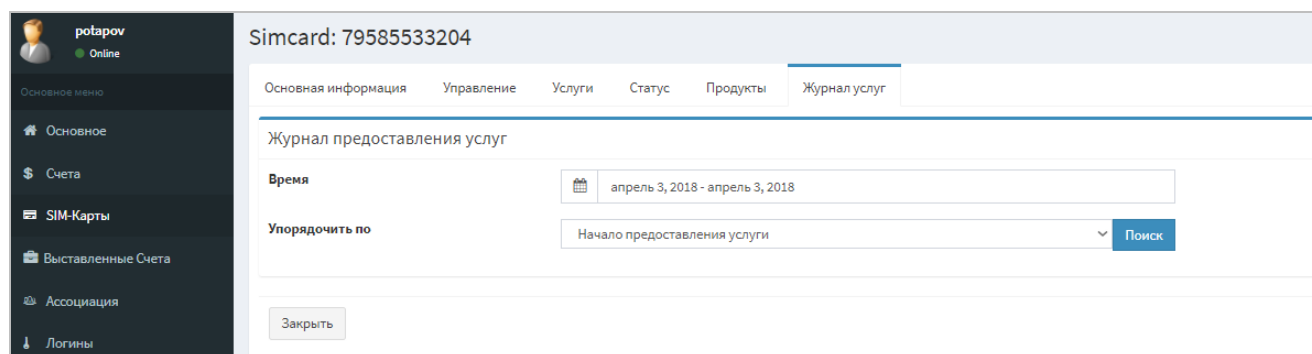 potapov
Online
Основное меню
Основное
Счета
SIM-Карты
Выставленные Счета
Ассоциация
Логины
Simcard: 79585533204
Основная информация Управление Услуги Статус Продукты Журнал услуг
Журнал предоставления услуг
Время апрель 3, 2018 - апрель 3, 2018
Упорядочить по Начало предоставления услуги Поиск
Закрыть